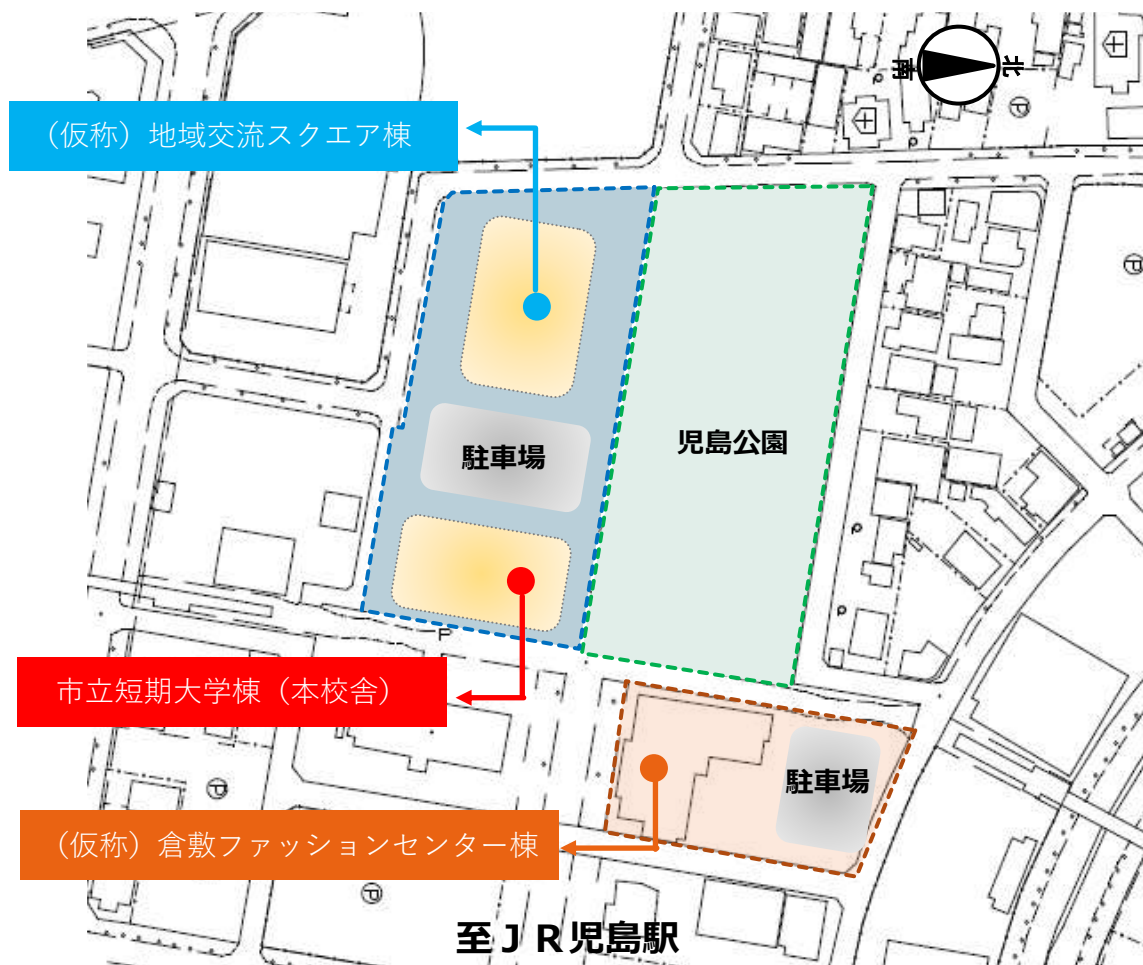 南
北
（仮称）地域交流スクエア棟
児島公園
駐車場
市立短期大学棟（本校舎）
駐車場
（仮称）倉敷ファッションセンター棟
至ＪＲ児島駅
P
P
P
P
P